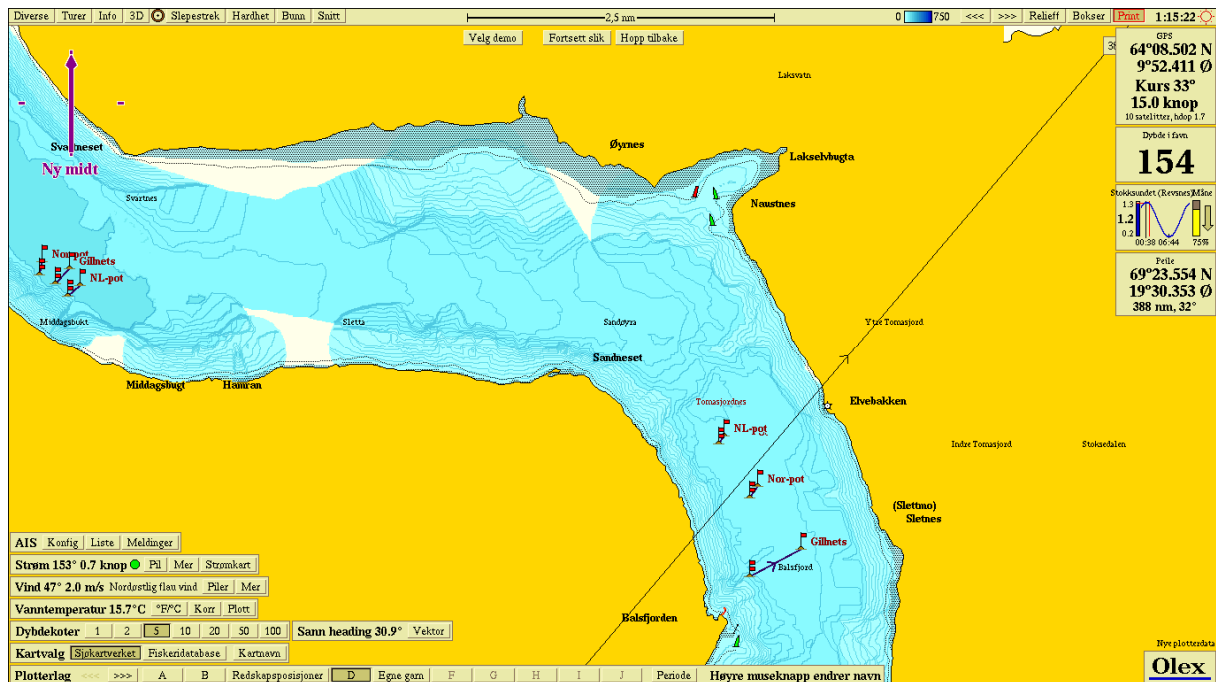 Diverse Turer Info 3D Slepestrek Hardhet Bunn Snitt 2,5 nm 0 750 <<< >>> Relieff Bokser Print 1:15:22
Velg demo Fortsett slik Hopp tilbake
38
GPS
64°08.502 N
9°52.411 Ø
Kurs 33°
15.0 knop
10 satelitter, hdop 1.7
Dybde i favn
154
Stokksundet (Revsnes) Måne
1.3
1.2
0.2
00:38 06:44 75%
Peile
69°23.554 N
19°30.353 Ø
388 nm, 32°
Laksvatn
Svartneset
Ny midt
Øyrnes
Lakselvbugta
Svartnes
Naustnes
Nor-pot
Gillnets
NL-pot
Middagsbukt
Sletta
Sandøyra
Ytre Tomasjord
Sandneset
Middagsbugt
Hamran
Tomasjordnes
Elvebakken
NL-pot
Indre Tomasjord
Stoksedalen
Nor-pot
(Slettmo)
Sletnes
Gillnets
Balsfjord
Balsfjorden
AIS Konfig Liste Meldinger
Strøm 153° 0.7 knop Pil Mer Strømkart
Vind 47° 2.0 m/s Nordøstlig flau vind Piler Mer
Vanntemperatur 15.7°C °F/°C Korr Plott
Dybdekoter 1 2 5 10 20 50 100 Sann heading 30.9° Vektor
Kartvalg Sjøkartverket Fiskeridatabase Kartnavn
Nye plotterdata
Olex
Plotterlag <<< >>> A B Redskapsposisjoner D Egne garn F G H I J Periode Høyre museknapp endrer navn